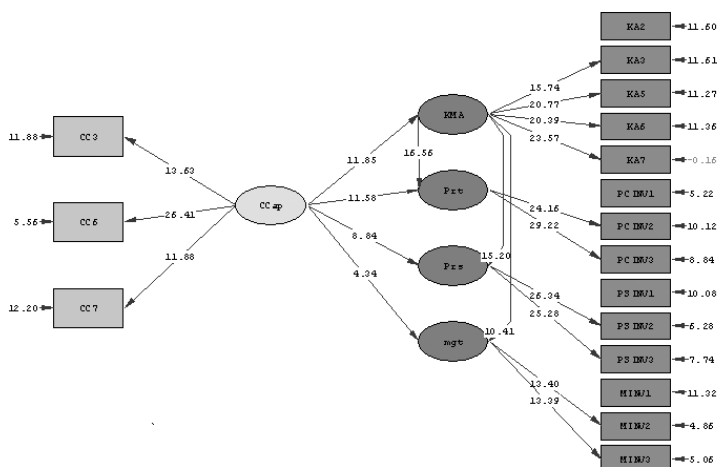 KA2
11.60
KA3
11.61
15.74
KA5
11.27
20.77
KMA
20.39
KA6
11.36
11.88
CC3
23.57
11.85
16.56
KA7
-0.16
13.63
PCINV1
5.22
CCap
11.58
Prt
24.16
PCINV2
10.12
5.56
CC6
26.41
29.22
8.84
15.20
PCINV3
8.84
Prs
11.88
4.34
26.34
PSINV1
10.08
25.28
12.20
CC7
PSINV2
6.28
10.41
mgt
PSINV3
7.74
13.40
13.39
MINV1
11.32
MINV2
4.86
MINV3
5.06